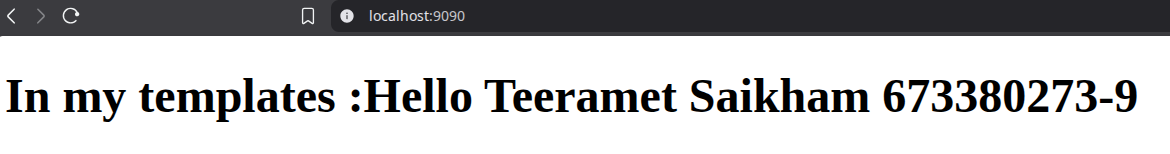 localhost:9090
In my templates :Hello Teeramet Saikham 673380273-9